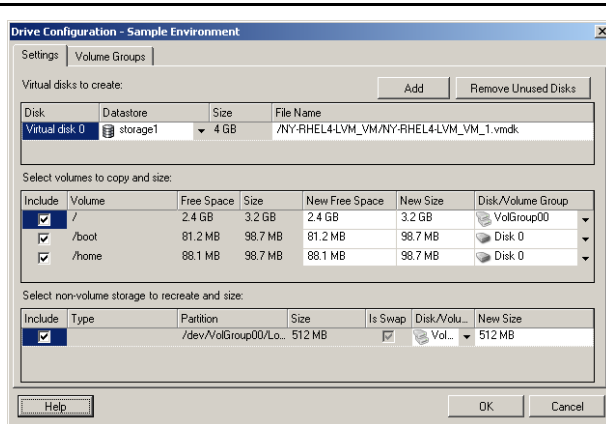 Drive Configuration - Sample Environment
Settings Volume Groups
Virtual disks to create: Add Remove Unused Disks
Disk Datastore Size File Name
Virtual disk 0 storage1 4 GB /NY-RHEL4-LVM_VM/NY-RHEL4-LVM_VM_1.vmdk
Select volumes to copy and size:
Include Volume Free Space Size New Free Space New Size Disk/Volume Group
/ 2.4 GB 3.2 GB 2.4 GB 3.2 GB VolGroup00
/boot 81.2 MB 98.7 MB 81.2 MB 98.7 MB Disk 0
/home 88.1 MB 98.7 MB 88.1 MB 98.7 MB Disk 0
Select non-volume storage to recreate and size:
Include Type Partition Size Is Swap Disk/Volu... New Size
/dev/VolGroup00/Lo... 512 MB Vol... 512 MB
Help OK Cancel